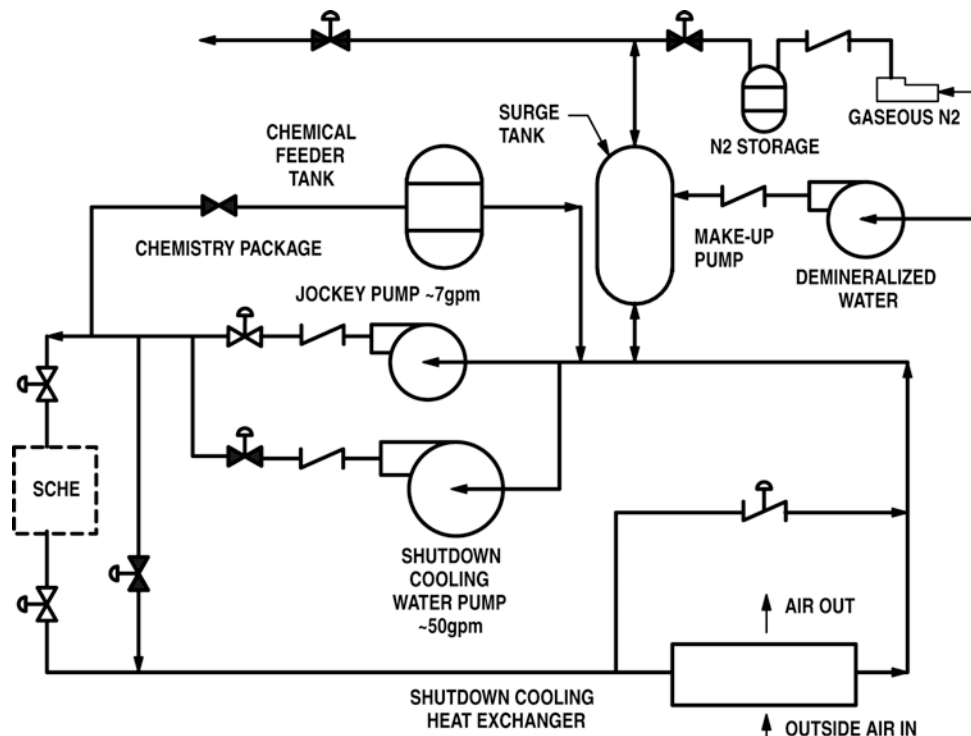 GASEOUS N2
SURGE
TANK
N2 STORAGE
CHEMICAL
FEEDER
TANK
CHEMISTRY PACKAGE
MAKE-UP
PUMP
DEMINERALIZED
WATER
JOCKEY PUMP ~7gpm
SCHE
SHUTDOWN
COOLING
WATER PUMP
~50gpm
AIR OUT
SHUTDOWN COOLING
HEAT EXCHANGER
OUTSIDE AIR IN